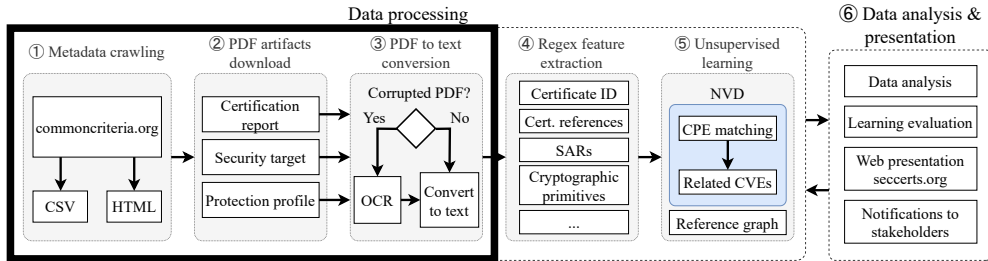 Data processing
① Metadata crawling
commoncriteria.org
CSV
HTML
② PDF artifacts
download
Certification
report
Security target
Protection profile
③ PDF to text
conversion
Corrupted PDF?
Yes
No
OCR
Convert
to text
④ Regex feature
extraction
Certificate ID
Cert. references
SARs
Cryptographic
primitives
...
⑤ Unsupervised
learning
NVD
CPE matching
Related CVEs
Reference graph
⑥ Data analysis &
presentation
Data analysis
Learning evaluation
Web presentation
seccerts.org
Notifications to
stakeholders